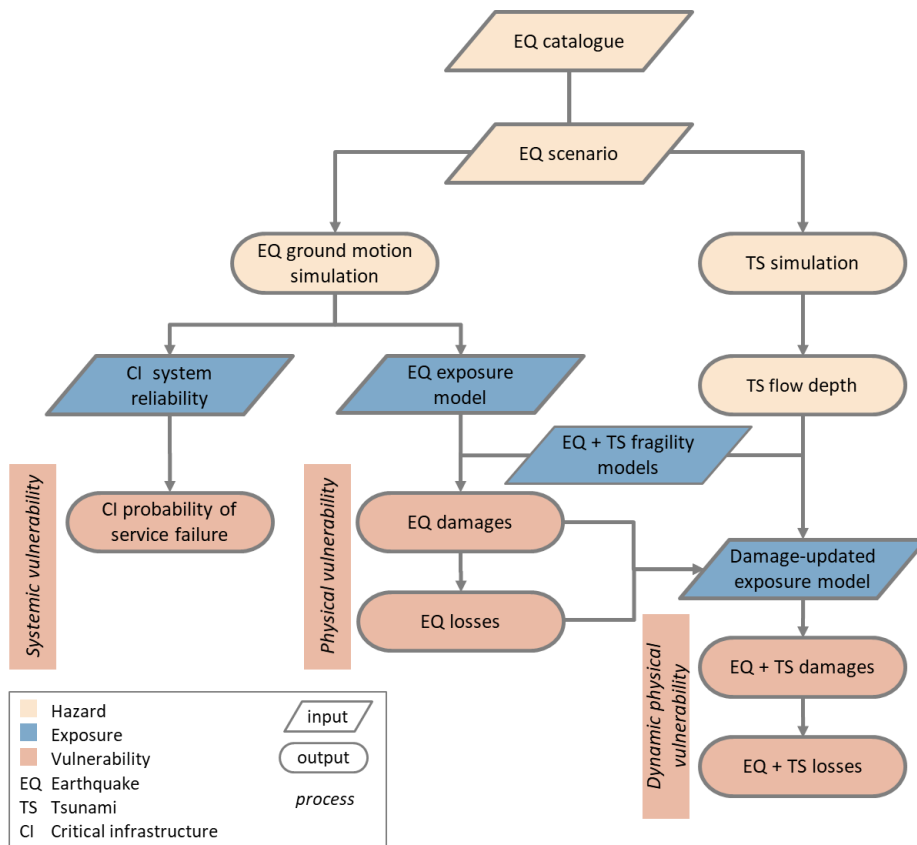 EQ catalogue
EQ scenario
EQ ground motion
simulation
TS simulation
CI system
reliability
EQ exposure
model
TS flow depth
EQ + TS fragility
models
Systemic vulnerability
CI probability of
service failure
Physical vulnerability
EQ damages
EQ losses
Damage-updated
exposure model
Dynamic physical
vulnerability
EQ + TS damages
EQ + TS losses
Hazard
Exposure
Vulnerability
EQ Earthquake
TS Tsunami
CI Critical infrastructure
input
output
process